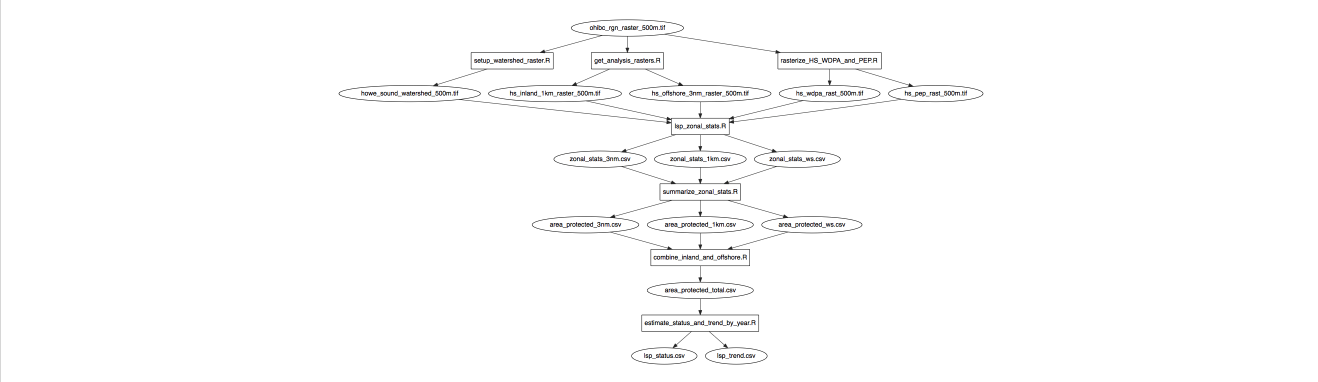 ohibc_rgn_raster_500m.tif
setup_watershed_raster.R
get_analysis_rasters.R
rasterize_HS_WDPA_and_PEP.R
howe_sound_watershed_500m.tif
hs_inland_1km_raster_500m.tif
hs_offshore_3nm_raster_500m.tif
hs_wdpa_rast_500m.tif
hs_pep_rast_500m.tif
lsp_zonal_stats.R
zonal_stats_3nm.csv
zonal_stats_1km.csv
zonal_stats_ws.csv
summarize_zonal_stats.R
area_protected_3nm.csv
area_protected_1km.csv
area_protected_ws.csv
combine_inland_and_offshore.R
area_protected_total.csv
estimate_status_and_trend_by_year.R
lsp_status.csv
lsp_trend.csv